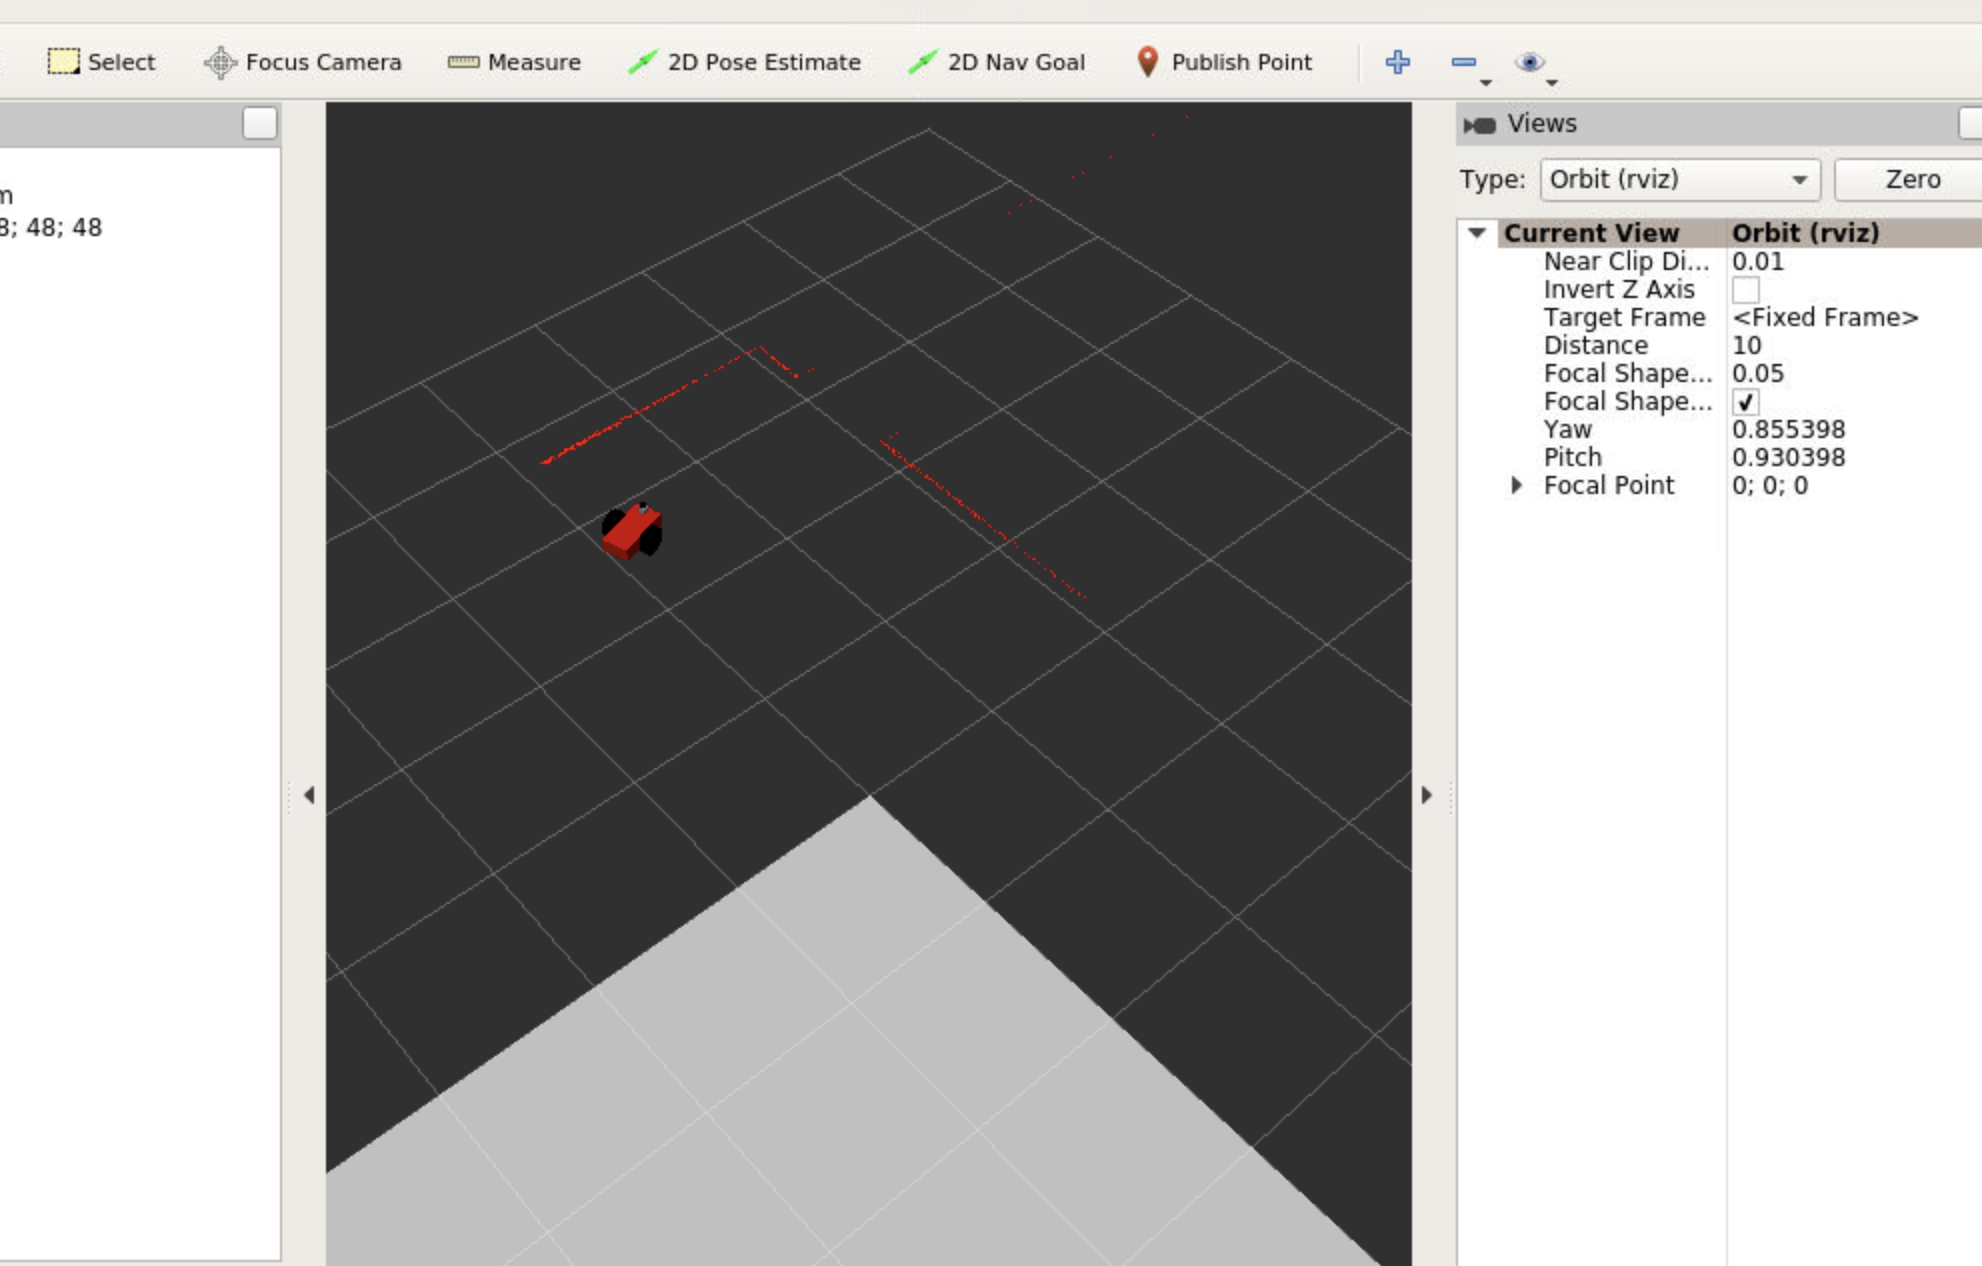 Select Focus Camera Measure 2D Pose Estimate 2D Nav Goal Publish Point
Views
Type: Orbit (rviz) Zero
m
8; 48; 48
Current View Orbit (rviz)
Near Clip Di... 0.01
Invert Z Axis
Target Frame <Fixed Frame>
Distance 10
Focal Shape... 0.05
Focal Shape... ✓
Yaw 0.855398
Pitch 0.930398
Focal Point 0; 0; 0